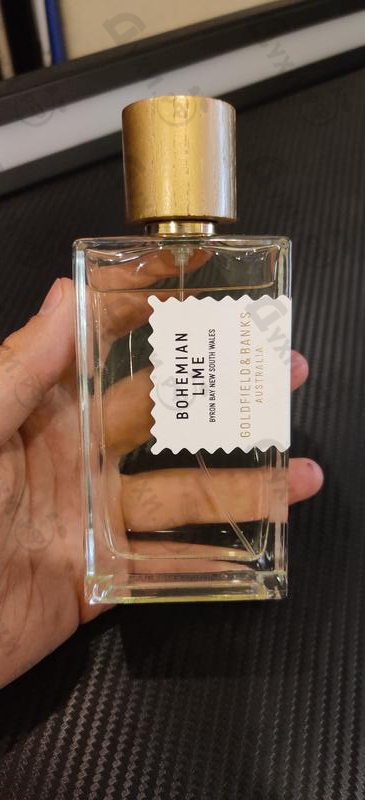 BOHEMIAN
LIME
BYRON BAY NEW SOUTH WALES
GOLDFIELD & BANKS
AUSTRALIA